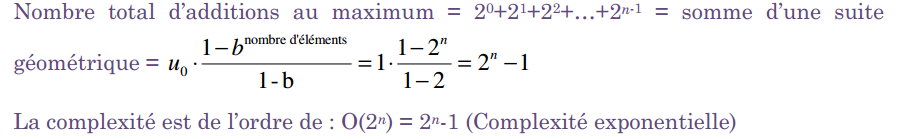 Nombre total d'additions au maximum = 2⁰+2¹+2²+…+2ⁿ⁻¹ = somme d'une suite
géométrique = u₀ · (1 − b^nombre d'éléments)/(1 - b) = 1 · (1 − 2ⁿ)/(1 − 2) = 2ⁿ − 1
La complexité est de l'ordre de : O(2ⁿ) = 2ⁿ-1 (Complexité exponentielle)